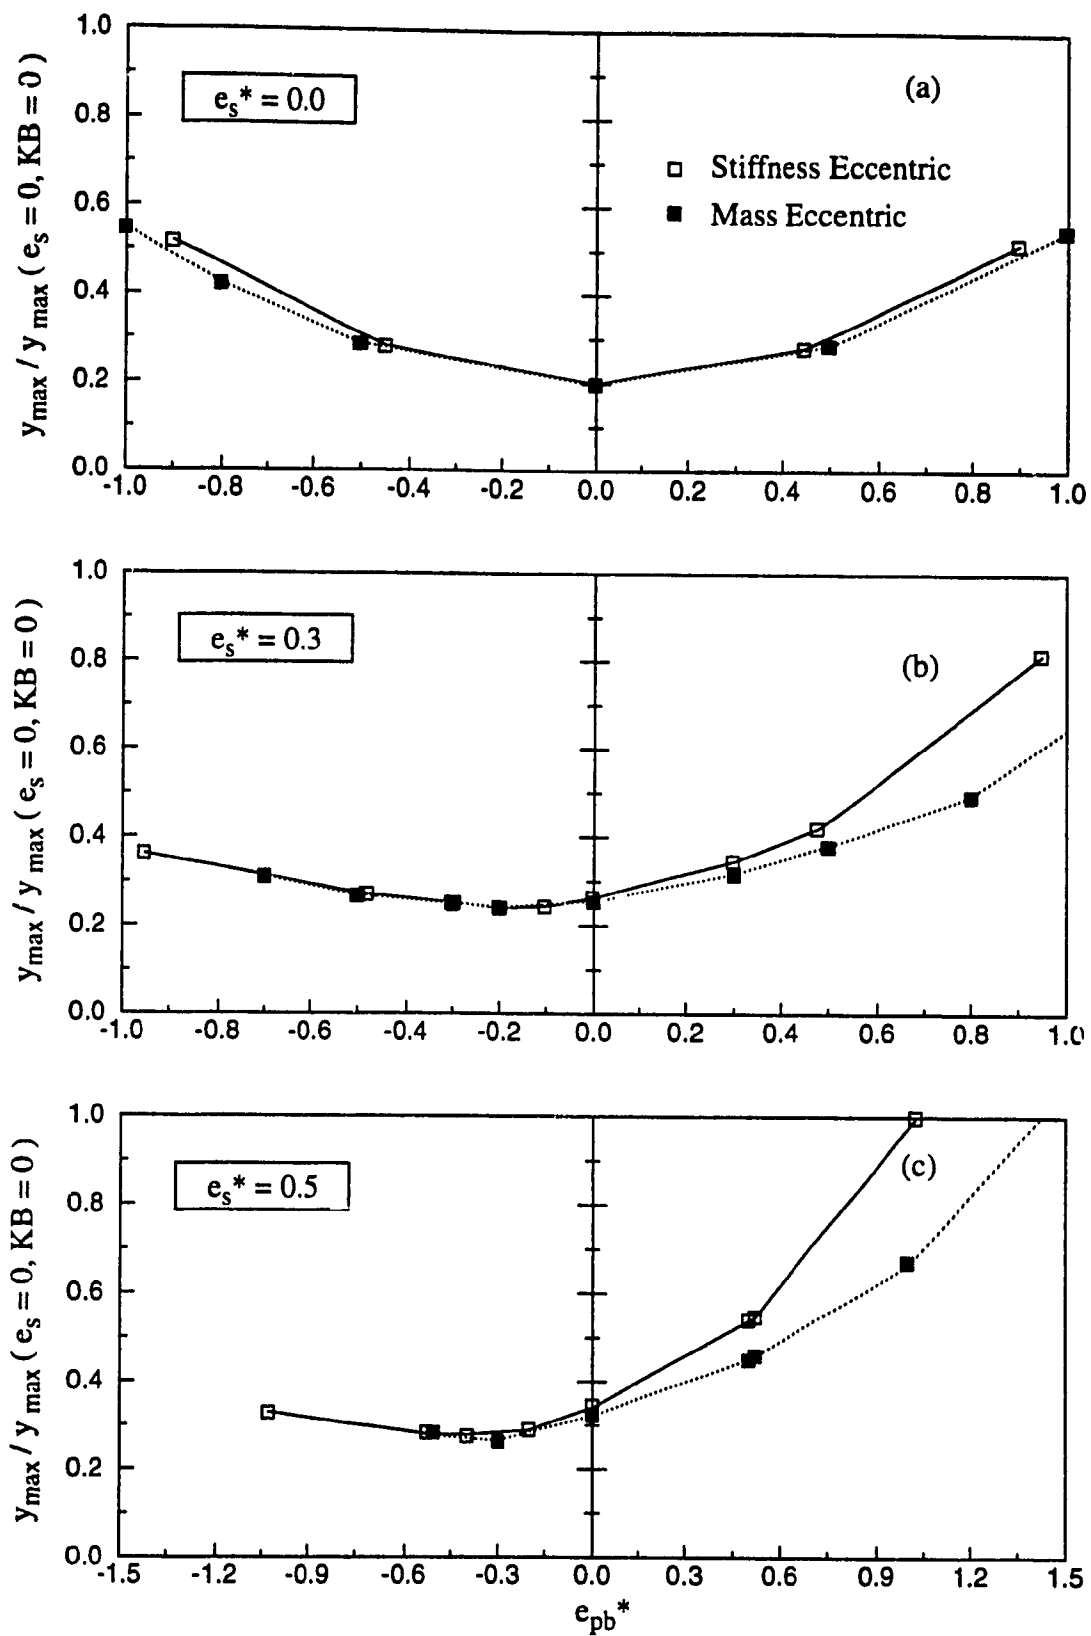 1.0
(a)
e_s* = 0.0
0.8
Stiffness Eccentric
0.6
Mass Eccentric
0.4
0.2
0.0
y_max / y_max ( e_s = 0, KB = 0)
-1.0 -0.8 -0.6 -0.4 -0.2 0.0 0.2 0.4 0.6 0.8 1.0
1.0
e_s* = 0.3
(b)
0.8
0.6
0.4
0.2
0.0
y_max / y_max ( e_s = 0, KB = 0)
-1.0 -0.8 -0.6 -0.4 -0.2 0.0 0.2 0.4 0.6 0.8 1.0
1.0
(c)
e_s* = 0.5
0.8
0.6
0.4
0.2
0.0
y_max / y_max ( e_s = 0, KB = 0)
-1.5 -1.2 -0.9 -0.6 -0.3 0.0 0.3 0.6 0.9 1.2 1.5
e_pb*